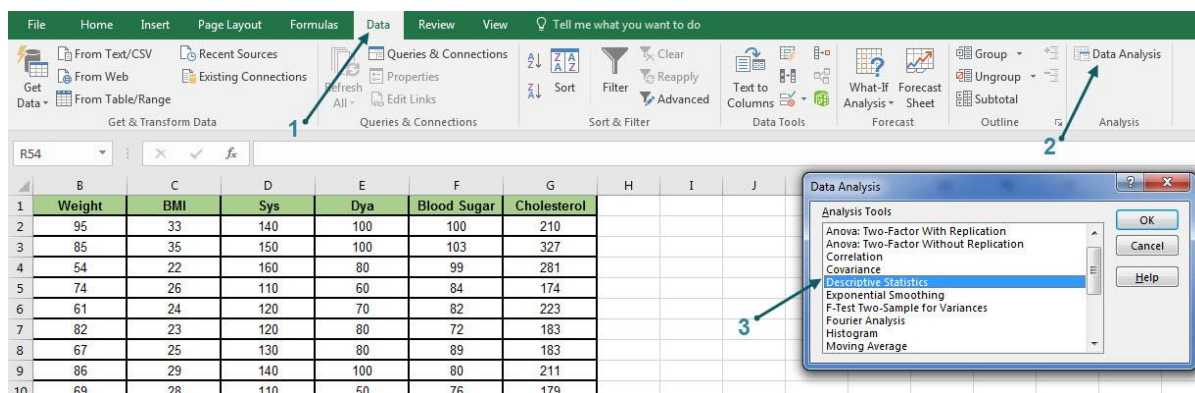 File Home Insert Page Layout Formulas Data Review View Tell me what you want to do
Get Data
From Text/CSV
From Web
From Table/Range
Recent Sources
Existing Connections
Get & Transform Data
Refresh All
Queries & Connections
Properties
Edit Links
Queries & Connections
Sort
Filter
Clear
Reapply
Advanced
Sort & Filter
Text to Columns
Data Tools
What-If Analysis
Forecast Sheet
Forecast
Group
Ungroup
Subtotal
Outline
Data Analysis
Analysis
1
2
R54 fx
B C D E F G H I J
1 Weight BMI Sys Dya Blood Sugar Cholesterol
2 95 33 140 100 100 210
3 85 35 150 100 103 327
4 54 22 160 80 99 281
5 74 26 110 60 84 174
6 61 24 120 70 82 223
7 82 23 120 80 72 183
8 67 25 130 80 89 183
9 86 29 140 100 80 211
10 69 28 110 50 76 179
Data Analysis
Analysis Tools
Anova: Two-Factor With Replication
Anova: Two-Factor Without Replication
Correlation
Covariance
Descriptive Statistics
Exponential Smoothing
F-Test Two-Sample for Variances
Fourier Analysis
Histogram
Moving Average
OK
Cancel
Help
3